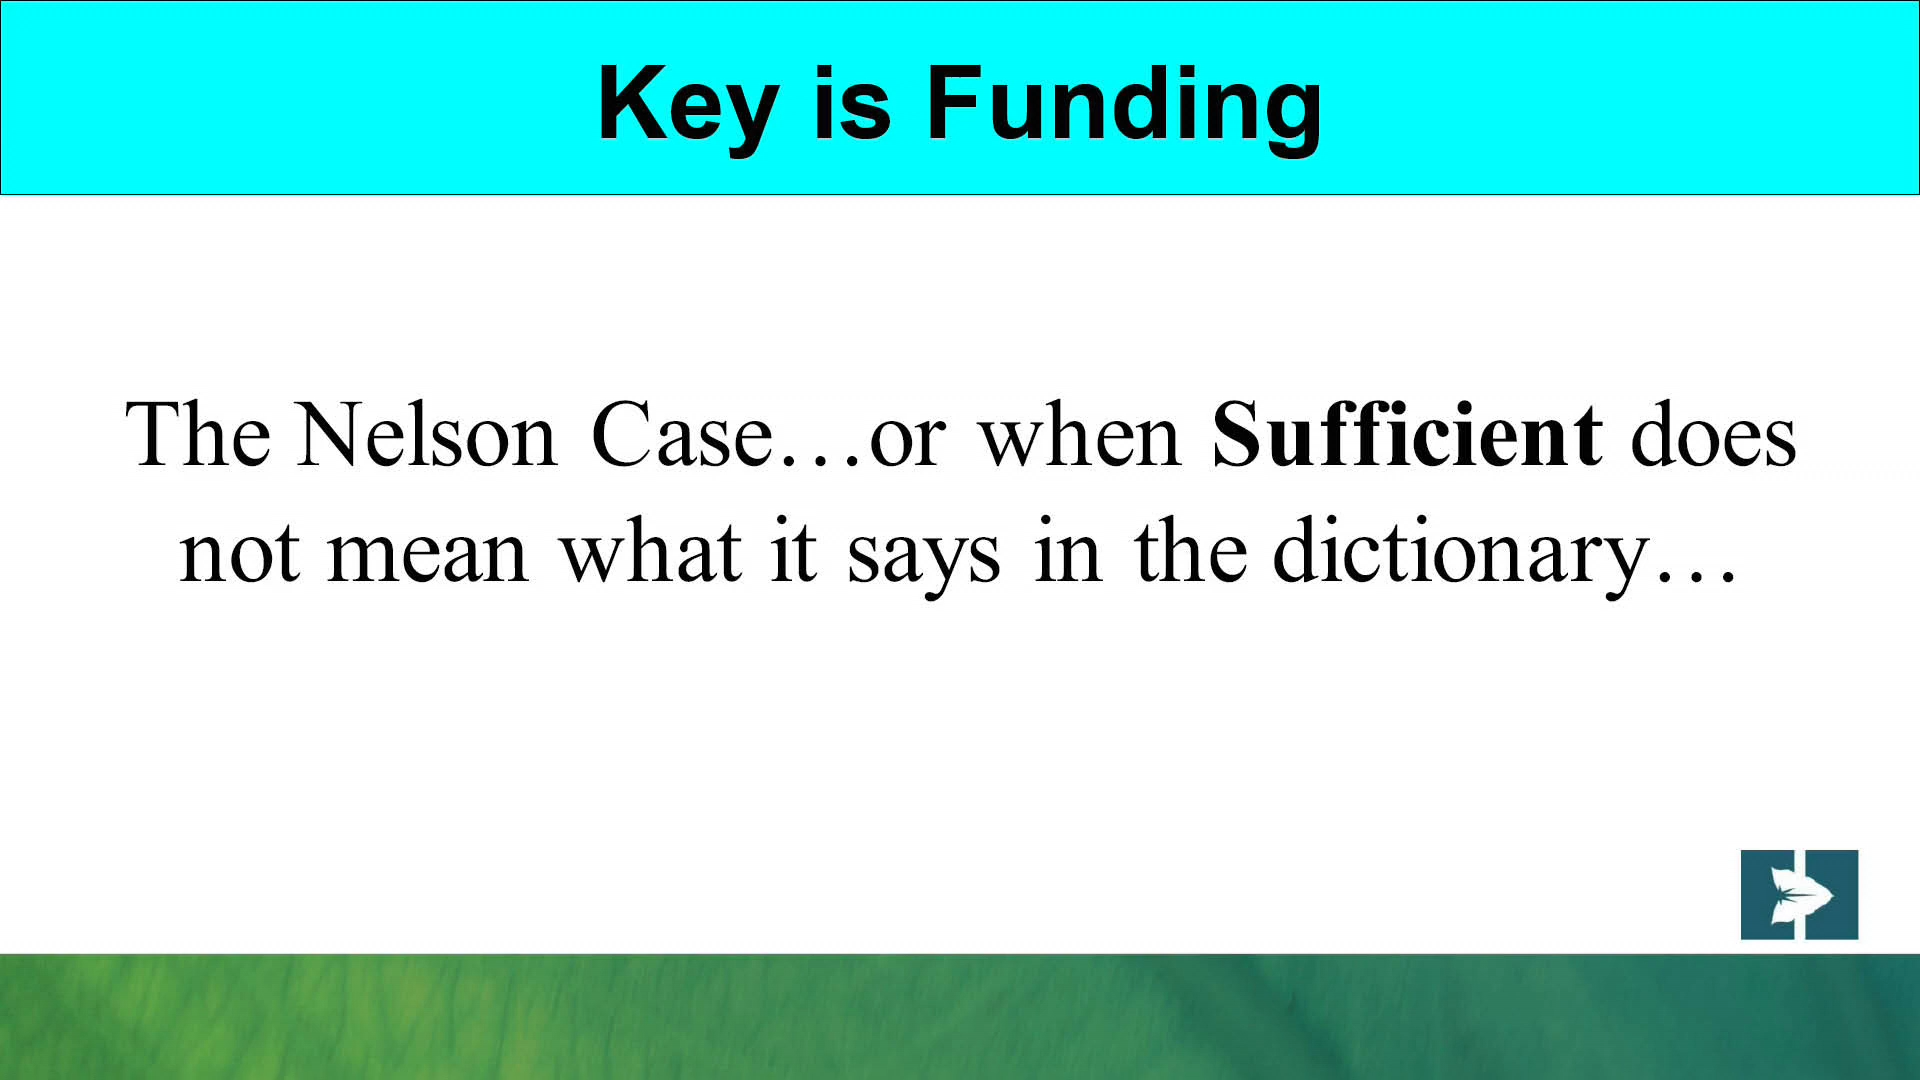 Key is Funding
The Nelson Case…or when Sufficient does
not mean what it says in the dictionary…